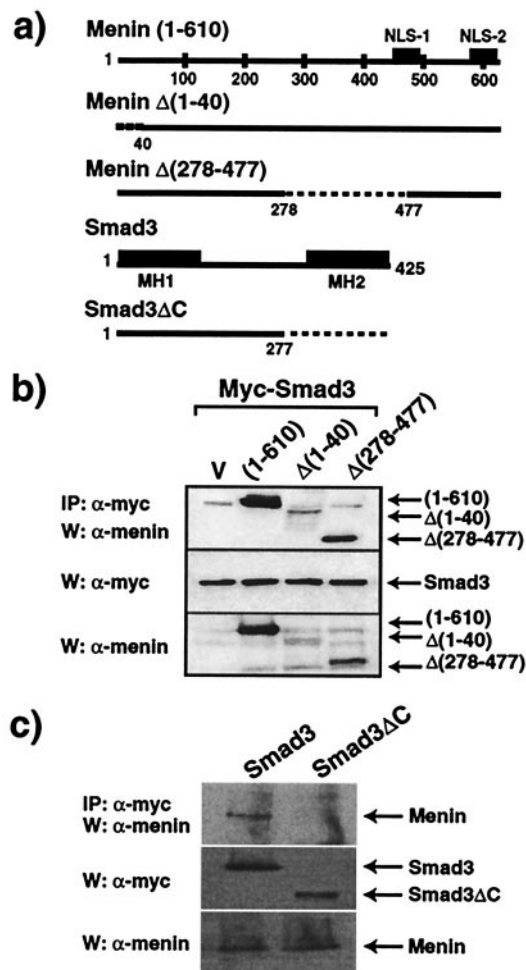 a)
Menin (1-610)
NLS-1 NLS-2
1
100 200 300 400 500 600
Menin Δ(1-40)
40
Menin Δ(278-477)
278 477
Smad3
1 425
MH1 MH2
Smad3ΔC
1
277
b)
Myc-Smad3
V (1-610) Δ(1-40) Δ(278-477)
IP: α-myc
W: α-menin
(1-610)
Δ(1-40)
Δ(278-477)
W: α-myc
Smad3
W: α-menin
(1-610)
Δ(1-40)
Δ(278-477)
c)
Smad3 Smad3ΔC
IP: α-myc
W: α-menin
Menin
W: α-myc
Smad3
Smad3ΔC
W: α-menin
Menin